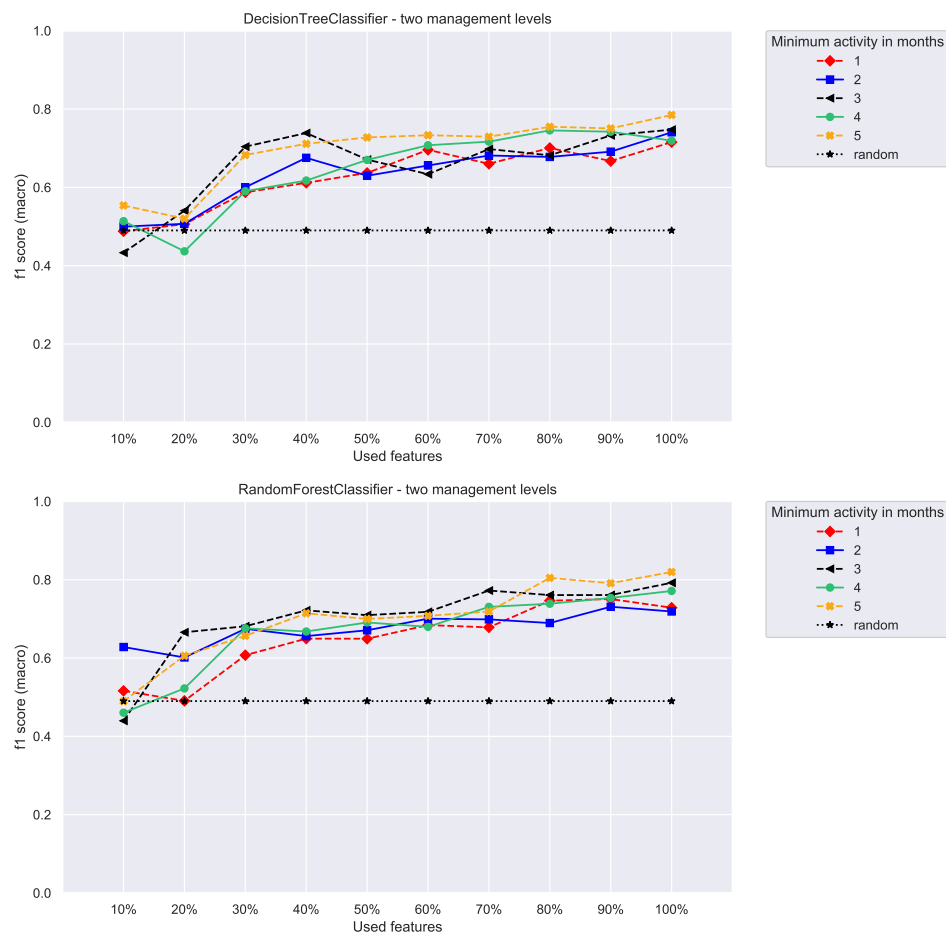 DecisionTreeClassifier - two management levels
1.0
0.8
0.6
0.4
0.2
0.0
f1 score (macro)
10% 20% 30% 40% 50% 60% 70% 80% 90% 100%
Used features
Minimum activity in months
1
2
3
4
5
random
RandomForestClassifier - two management levels
1.0
0.8
0.6
0.4
0.2
0.0
f1 score (macro)
10% 20% 30% 40% 50% 60% 70% 80% 90% 100%
Used features
Minimum activity in months
1
2
3
4
5
random